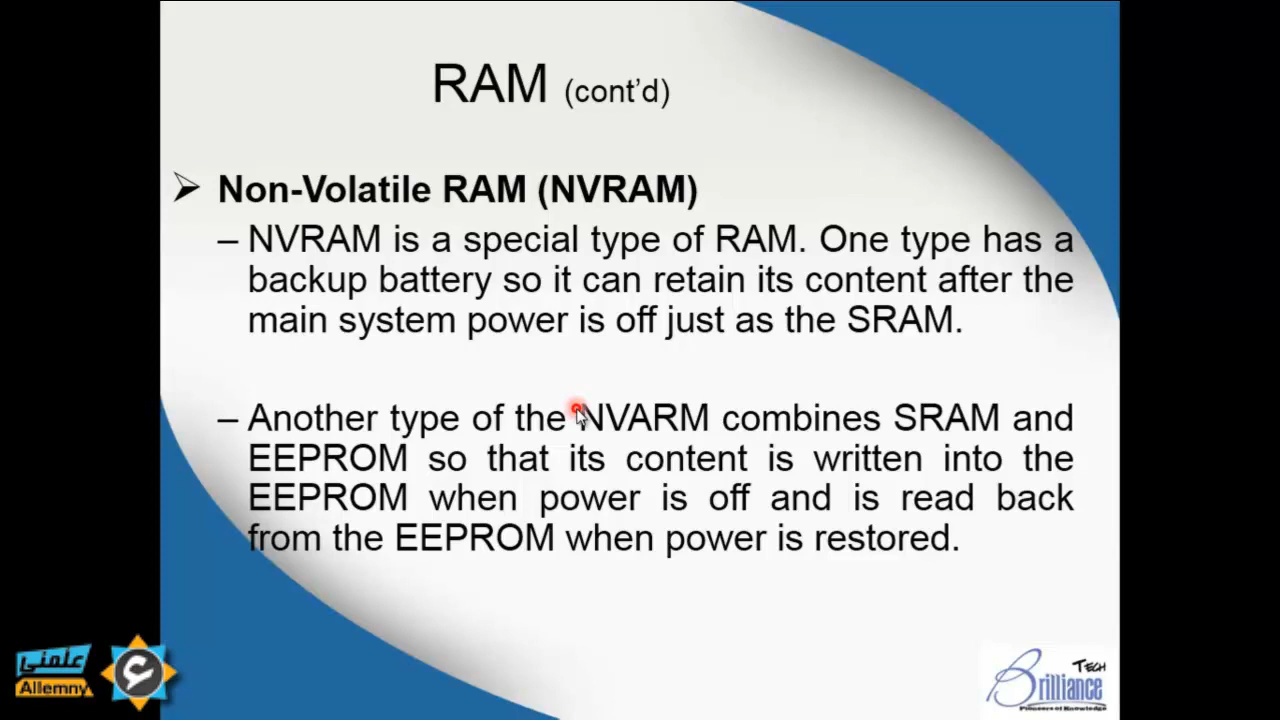 RAM (cont’d)
➢ Non-Volatile RAM (NVRAM)
– NVRAM is a special type of RAM. One type has a
backup battery so it can retain its content after the
main system power is off just as the SRAM.
– Another type of the NVARM combines SRAM and
EEPROM so that its content is written into the
EEPROM when power is off and is read back
from the EEPROM when power is restored.
علمني
Allemny
ع
Tech
Brilliance
Pioneers of Knowledge